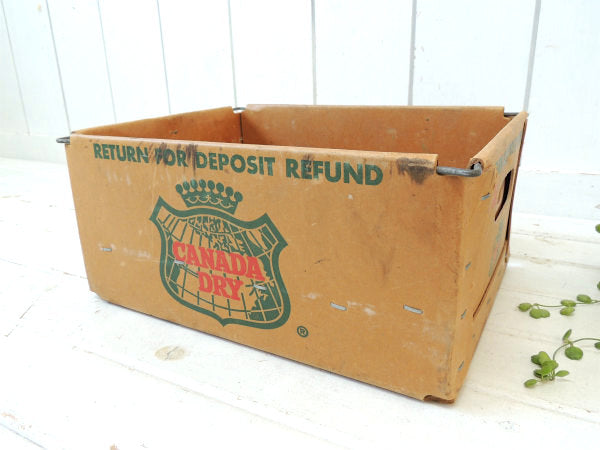 RETURN FOR DEPOSIT REFUND
CANADA
DRY
®